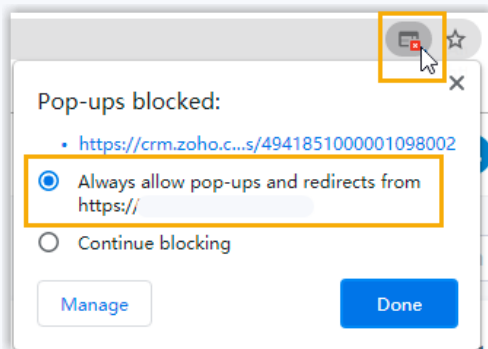 Pop-ups blocked:
• https://crm.zoho.c...s/4941851000001098002
Always allow pop-ups and redirects from
https://
Continue blocking
Manage
Done